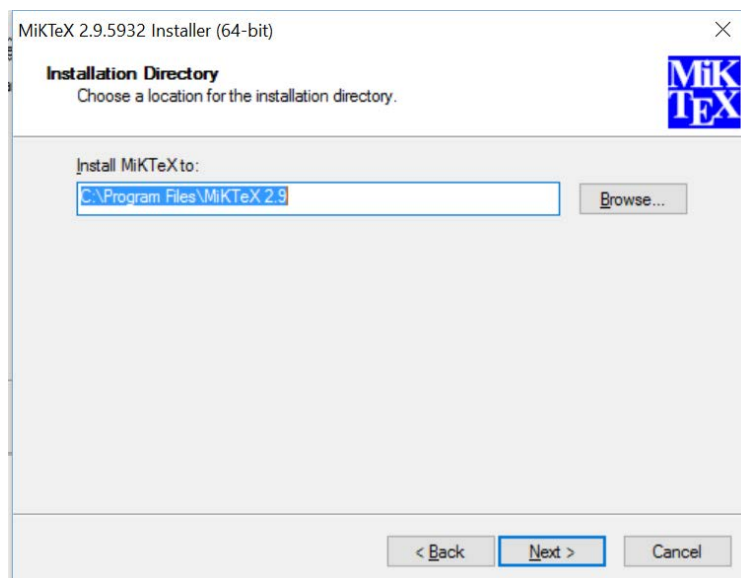 MiKTeX 2.9.5932 Installer (64-bit)
Installation Directory
Choose a location for the installation directory.
MiK
TEX
Install MiKTeX to:
C:\Program Files\MiKTeX 2.9
Browse...
< Back
Next >
Cancel